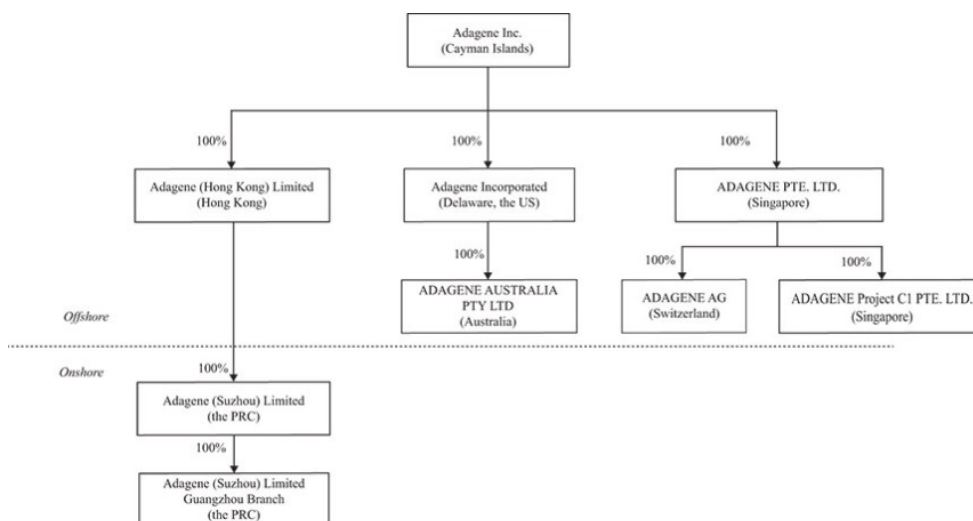 Adagene Inc.
(Cayman Islands)
100%
100%
100%
Adagene (Hong Kong) Limited
(Hong Kong)
Adagene Incorporated
(Delaware, the US)
ADAGENE PTE. LTD.
(Singapore)
100%
100%
100%
ADAGENE AUSTRALIA
PTY LTD
(Australia)
ADAGENE AG
(Switzerland)
ADAGENE Project C1 PTE. LTD.
(Singapore)
Offshore
Onshore
100%
Adagene (Suzhou) Limited
(the PRC)
100%
Adagene (Suzhou) Limited
Guangzhou Branch
(the PRC)